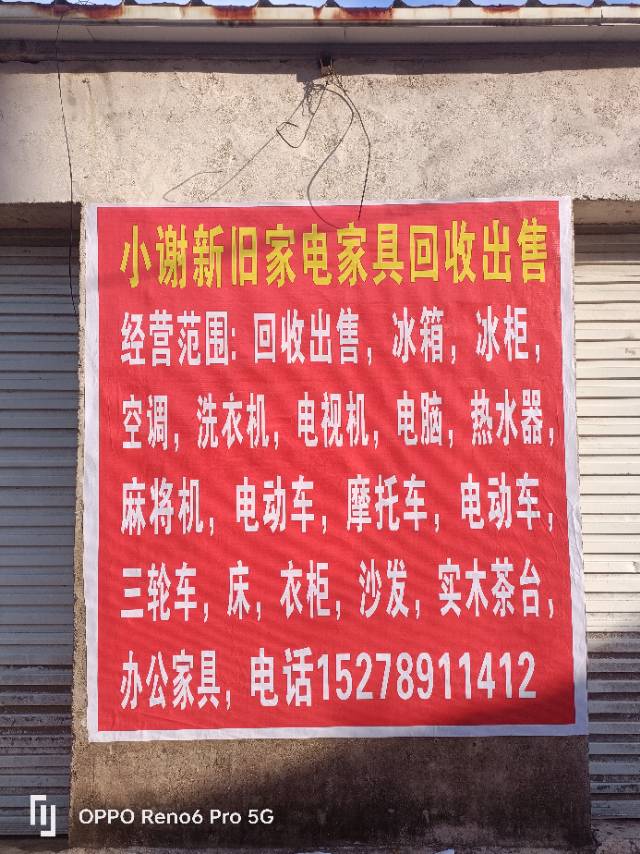 小谢新旧家电家具回收出售
经营范围: 回收出售, 冰箱, 冰柜,
空调, 洗衣机, 电视机, 电脑, 热水器,
麻将机, 电动车, 摩托车, 电动车,
三轮车, 床, 衣柜, 沙发, 实木茶台,
办公家具, 电话15278911412
OPPO Reno6 Pro 5G